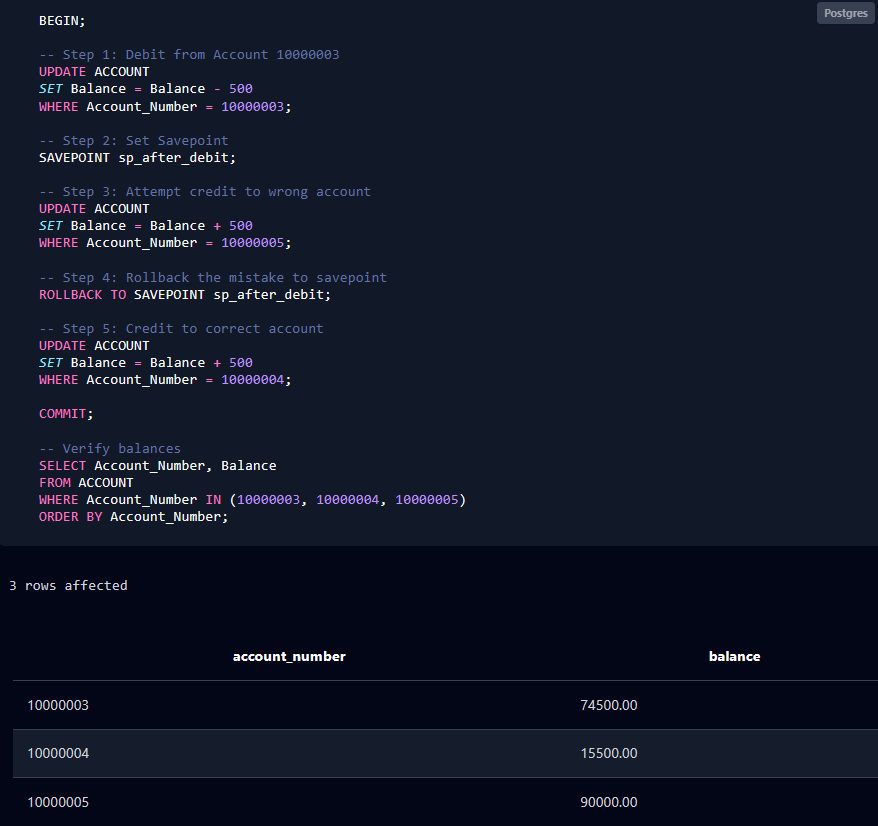 Postgres
BEGIN;
-- Step 1: Debit from Account 10000003
UPDATE ACCOUNT
SET Balance = Balance - 500
WHERE Account_Number = 10000003;
-- Step 2: Set Savepoint
SAVEPOINT sp_after_debit;
-- Step 3: Attempt credit to wrong account
UPDATE ACCOUNT
SET Balance = Balance + 500
WHERE Account_Number = 10000005;
-- Step 4: Rollback the mistake to savepoint
ROLLBACK TO SAVEPOINT sp_after_debit;
-- Step 5: Credit to correct account
UPDATE ACCOUNT
SET Balance = Balance + 500
WHERE Account_Number = 10000004;
COMMIT;
-- Verify balances
SELECT Account_Number, Balance
FROM ACCOUNT
WHERE Account_Number IN (10000003, 10000004, 10000005)
ORDER BY Account_Number;
3 rows affected
account_number balance
10000003 74500.00
10000004 15500.00
10000005 90000.00